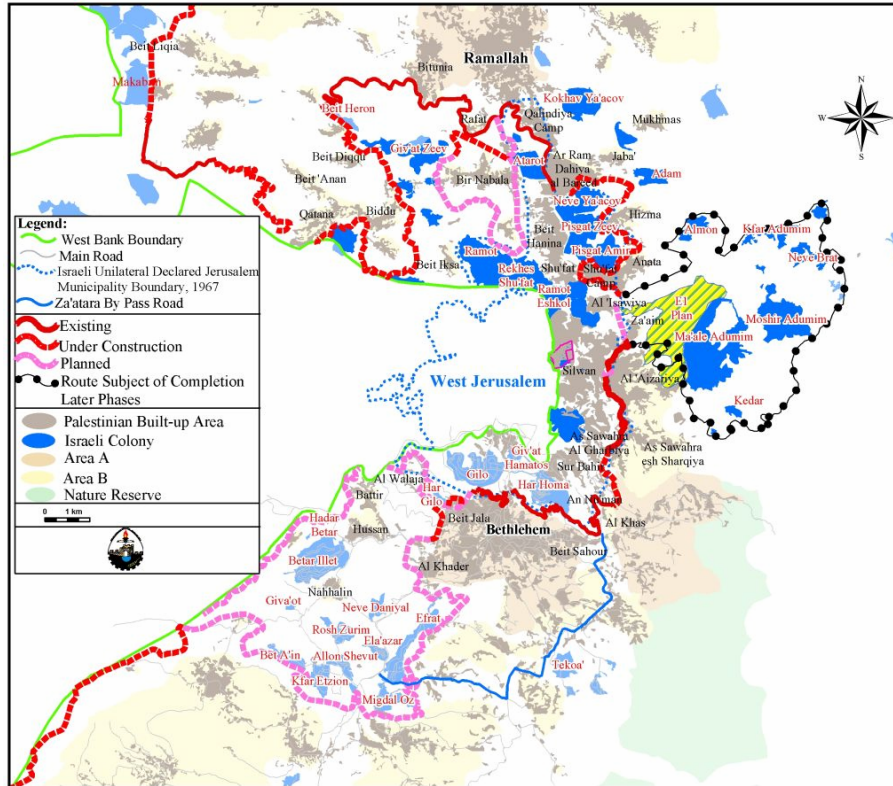 Ramallah
Beit Liqia
Bitunia
Makabim
Kokhav Ya'acov
Beit Heron
Rafat
Qalindiya
Camp
Mukhmas
N
W
E
S
Beit Diqqu
Giv'at Zeev
Atarot
Ar Ram
Dahiya
al Bareed
Jaba'
Adam
Beit 'Anan
Bir Nabala
Neve Ya'acov
Qatana
Biddu
Pisgat Zeev
Hizma
Beit
Hanina
Almon
Kfar Adumim
Beit Iksa
Ramot
Rekhes
Shu'fat
Shu'fat
Pisgat Amir
Shu'fat
Camp
Anata
Neve Brat
Ramot
Eshkol
Al 'Isawiya
E1
Plan
Za'aim
Moshir Adumim
Ma'ale Adumim
West Jerusalem
Silwan
Al 'Aizariya
Kedar
As Sawahra
Al Gharbiya
As Sawahra
esh Sharqiya
Giv'at
Hamatos
Sur Bahir
Al Walaja
Gilo
Battir
Har
Gilo
Har Homa
An Numan
Hadar
Betar
Hussan
Beit Jala
Bethlehem
Al Khas
Betar Illet
Al Khader
Beit Sahour
Nahhalin
Giva'ot
Neve Daniyal
Efrat
Rosh Zurim
Ela'azar
Bet A'in
Allon Shevut
Tekoa'
Kfar Etzion
Migdal Oz
Legend:
West Bank Boundary
Main Road
Israeli Unilateral Declared Jerusalem
Municipality Boundary, 1967
Za'atara By Pass Road
Existing
Under Construction
Planned
Route Subject of Completion
Later Phases
Palestinian Built-up Area
Israeli Colony
Area A
Area B
Nature Reserve
0 1 km